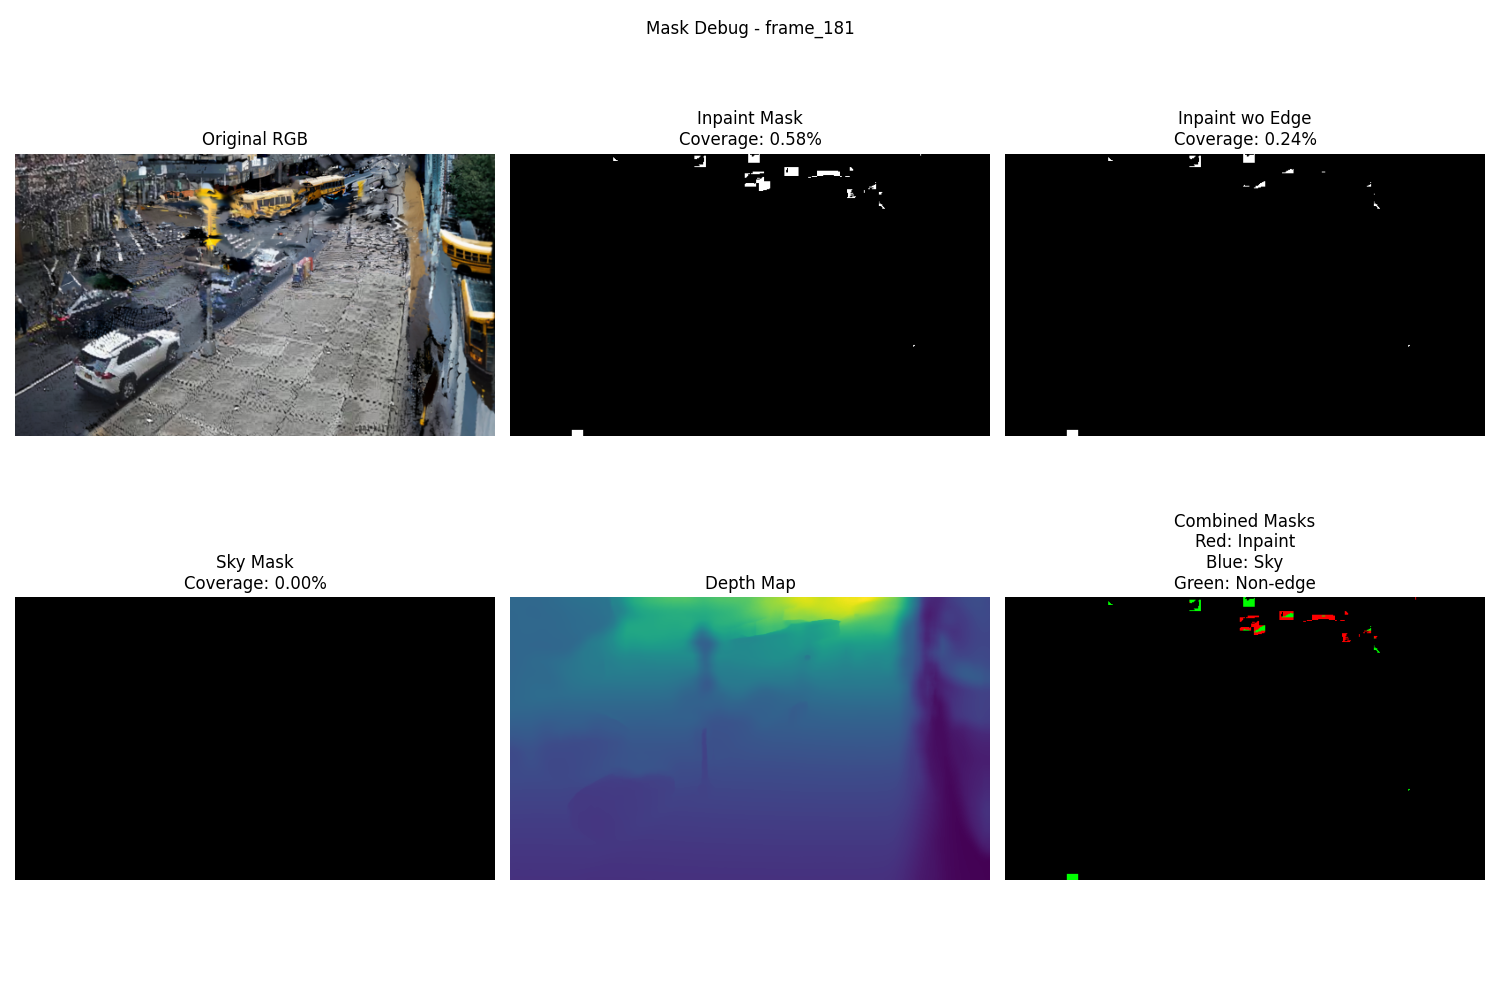 Mask Debug - frame_181
Original RGB
Inpaint Mask
Coverage: 0.58%
Inpaint wo Edge
Coverage: 0.24%
Sky Mask
Coverage: 0.00%
Depth Map
Combined Masks
Red: Inpaint
Blue: Sky
Green: Non-edge